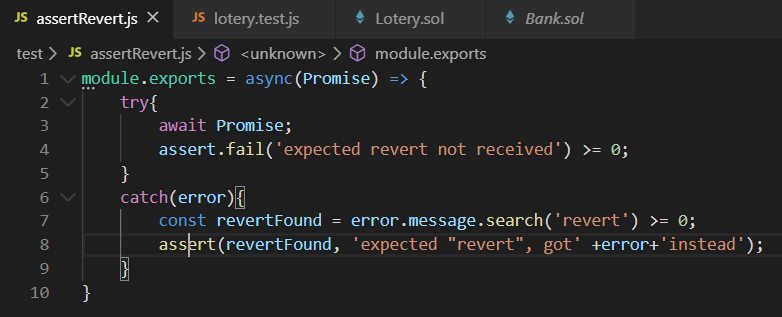 JS assertRevert.js × JS lotery.test.js Lotery.sol Bank.sol
test > JS assertRevert.js > <unknown> > module.exports
1 module.exports = async(Promise) => {
2 try{
3 await Promise;
4 assert.fail('expected revert not received') >= 0;
5 }
6 catch(error){
7 const revertFound = error.message.search('revert') >= 0;
8 assert(revertFound, 'expected "revert", got' +error+'instead');
9 }
10 }